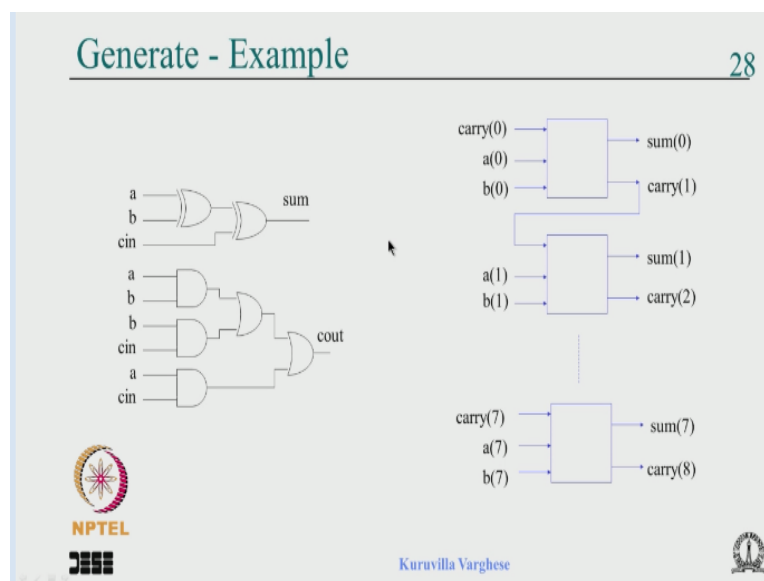 Generate - Example
28
a
b
cin
sum
a
b
b
cin
a
cin
cout
carry(0)
a(0)
b(0)
sum(0)
carry(1)
a(1)
b(1)
sum(1)
carry(2)
carry(7)
a(7)
b(7)
sum(7)
carry(8)
NPTEL
DESE
Kuruvilla Varghese